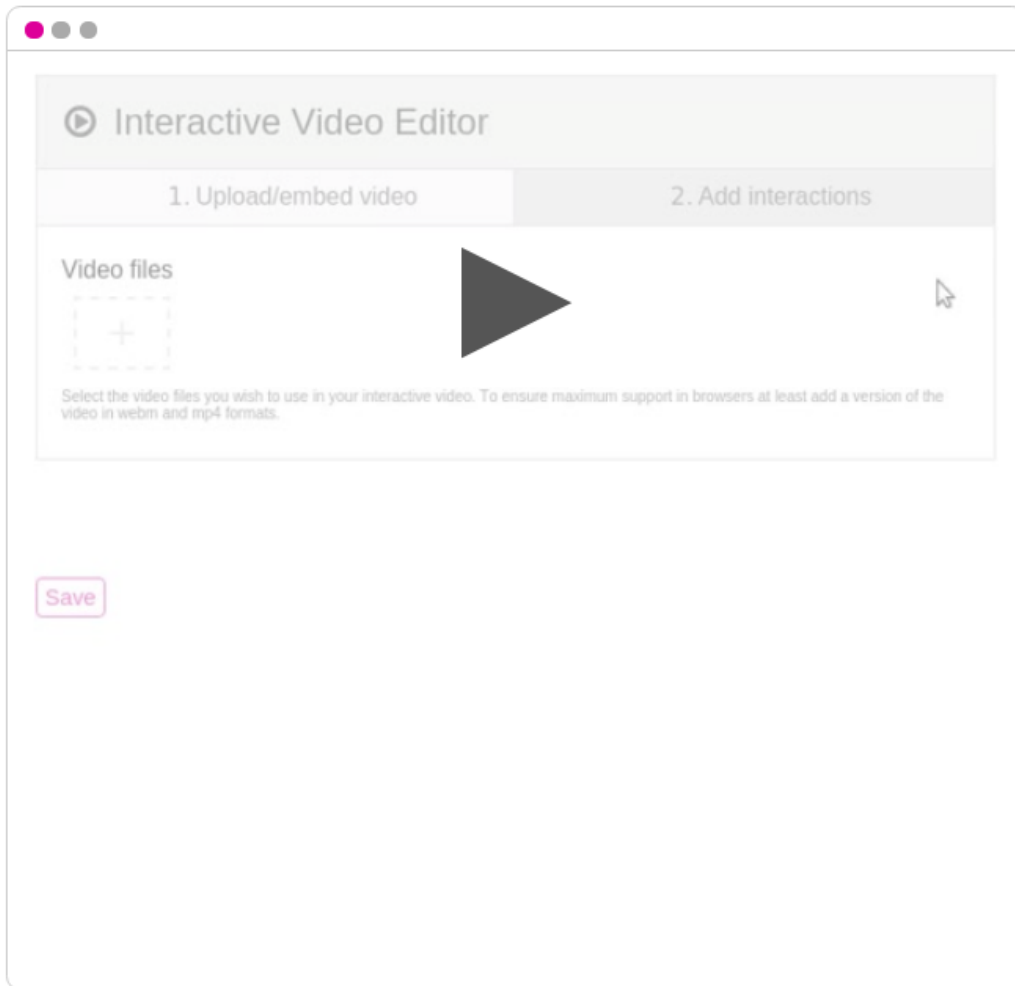 Interactive Video Editor
1. Upload/embed video
2. Add interactions
Video files
+
Select the video files you wish to use in your interactive video. To ensure maximum support in browsers at least add a version of the
video in webm and mp4 formats.
Save